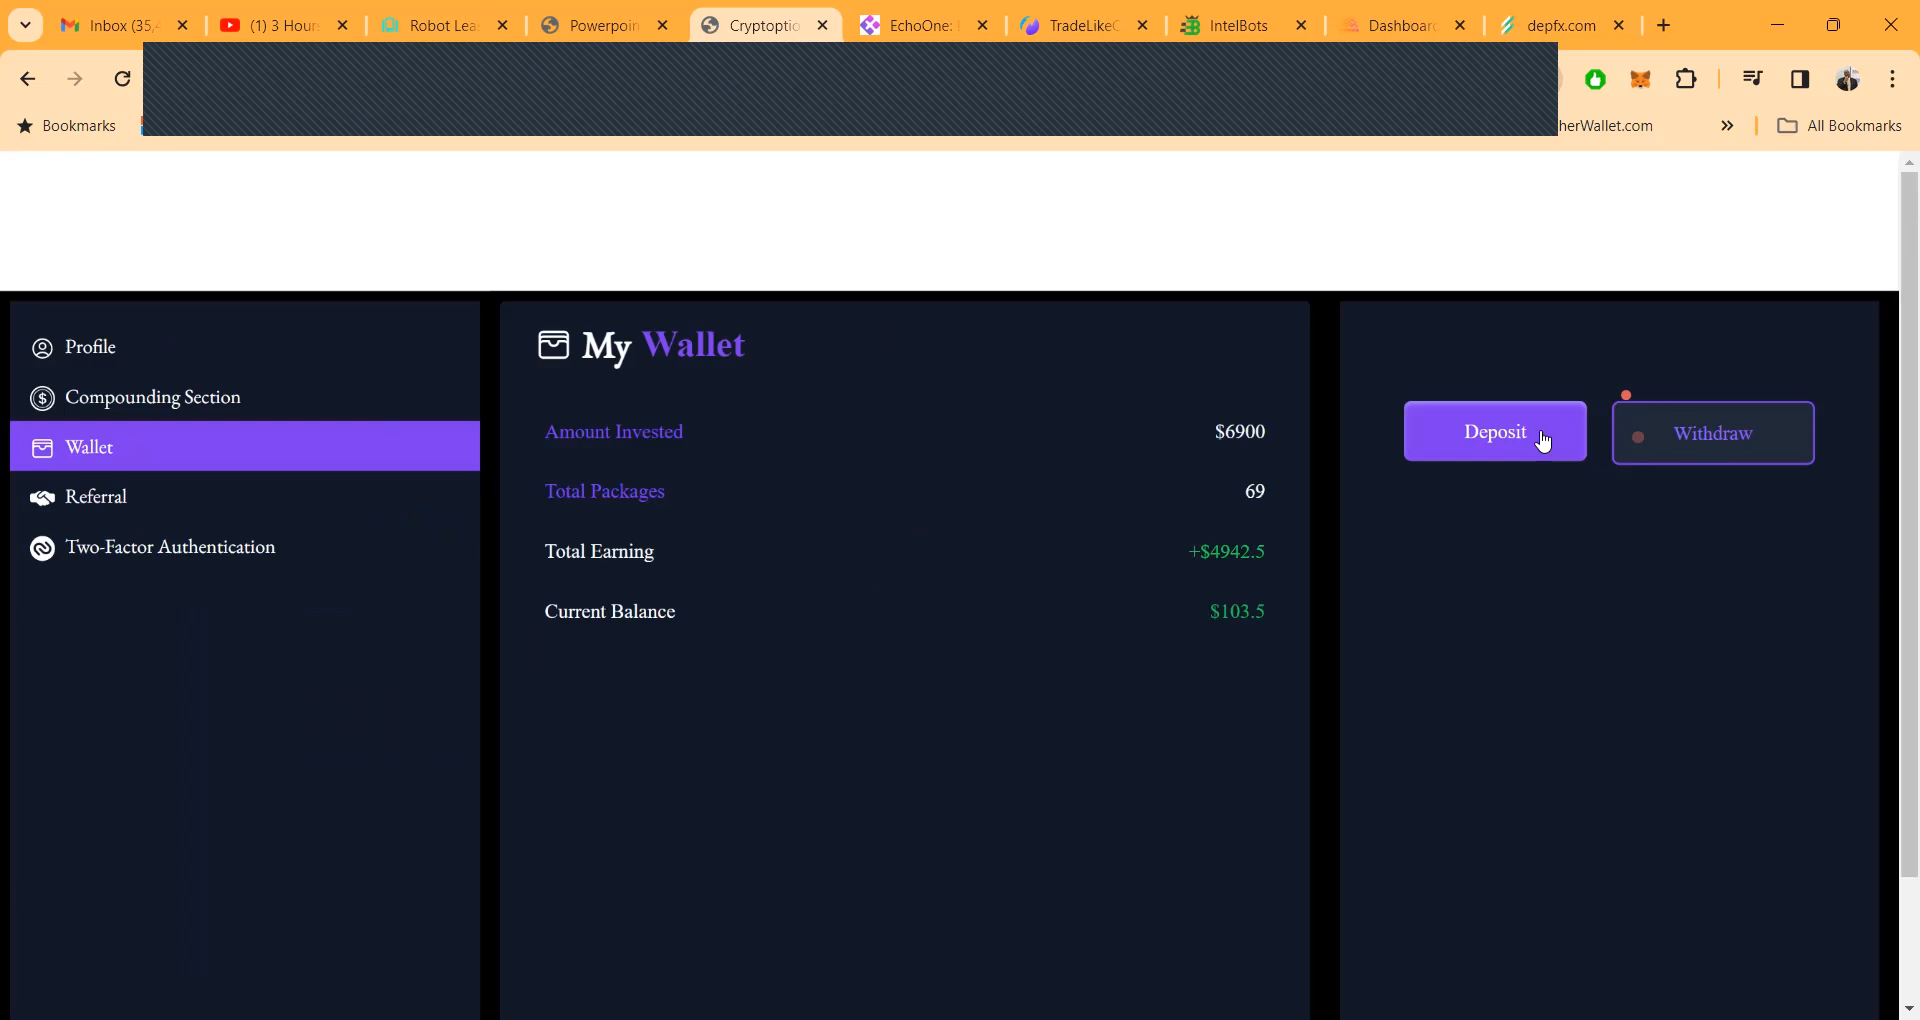 Inbox (35,
(1) 3 Hour
Robot Lea
Powerpoin
Cryptoptic
EchoOne:
TradeLike
IntelBots
Dashboard
depfx.com
Bookmarks
herWallet.com
All Bookmarks
Profile
Compounding Section
Wallet
Referral
Two-Factor Authentication
My Wallet
Amount Invested $6900
Total Packages 69
Total Earning +$4942.5
Current Balance $103.5
Deposit
Withdraw